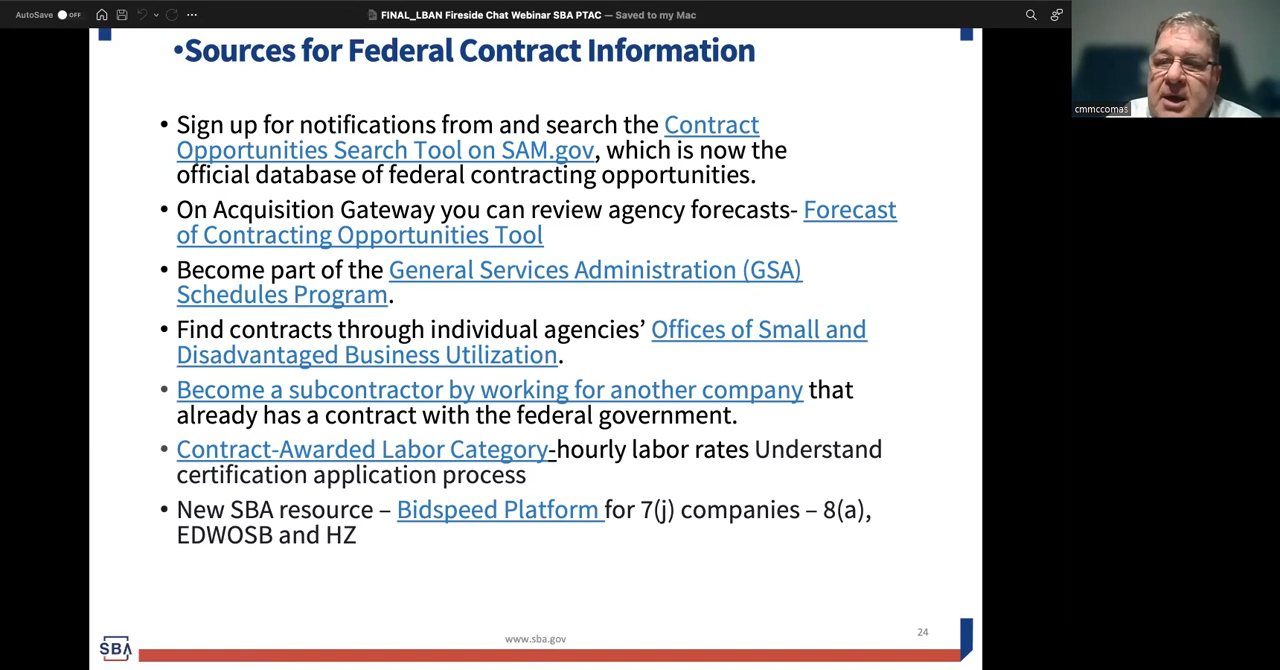 AutoSave OFF
FINAL_LBAN Fireside Chat Webinar SBA PTAC — Saved to my Mac
cmmccomas
•Sources for Federal Contract Information
• Sign up for notifications from and search the Contract
Opportunities Search Tool on SAM.gov, which is now the
official database of federal contracting opportunities.
• On Acquisition Gateway you can review agency forecasts- Forecast
of Contracting Opportunities Tool
• Become part of the General Services Administration (GSA)
Schedules Program.
• Find contracts through individual agencies’ Offices of Small and
Disadvantaged Business Utilization.
• Become a subcontractor by working for another company that
already has a contract with the federal government.
• Contract-Awarded Labor Category-hourly labor rates Understand
certification application process
• New SBA resource – Bidspeed Platform for 7(j) companies – 8(a),
EDWOSB and HZ
SBA
www.sba.gov
24